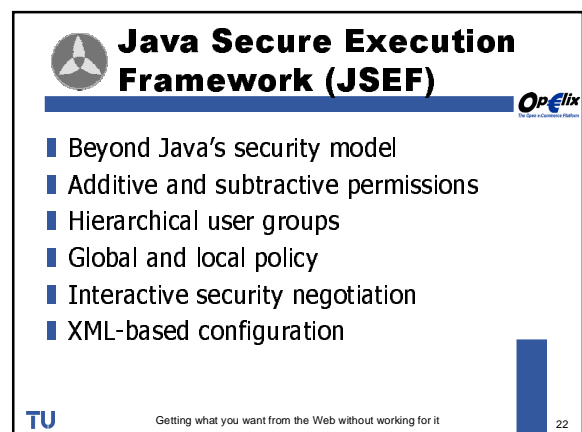 Java Secure Execution
Framework (JSEF)
Op€lix
The Open e-Commerce Platform
Beyond Java's security model
Additive and subtractive permissions
Hierarchical user groups
Global and local policy
Interactive security negotiation
XML-based configuration
TU
Getting what you want from the Web without working for it
22